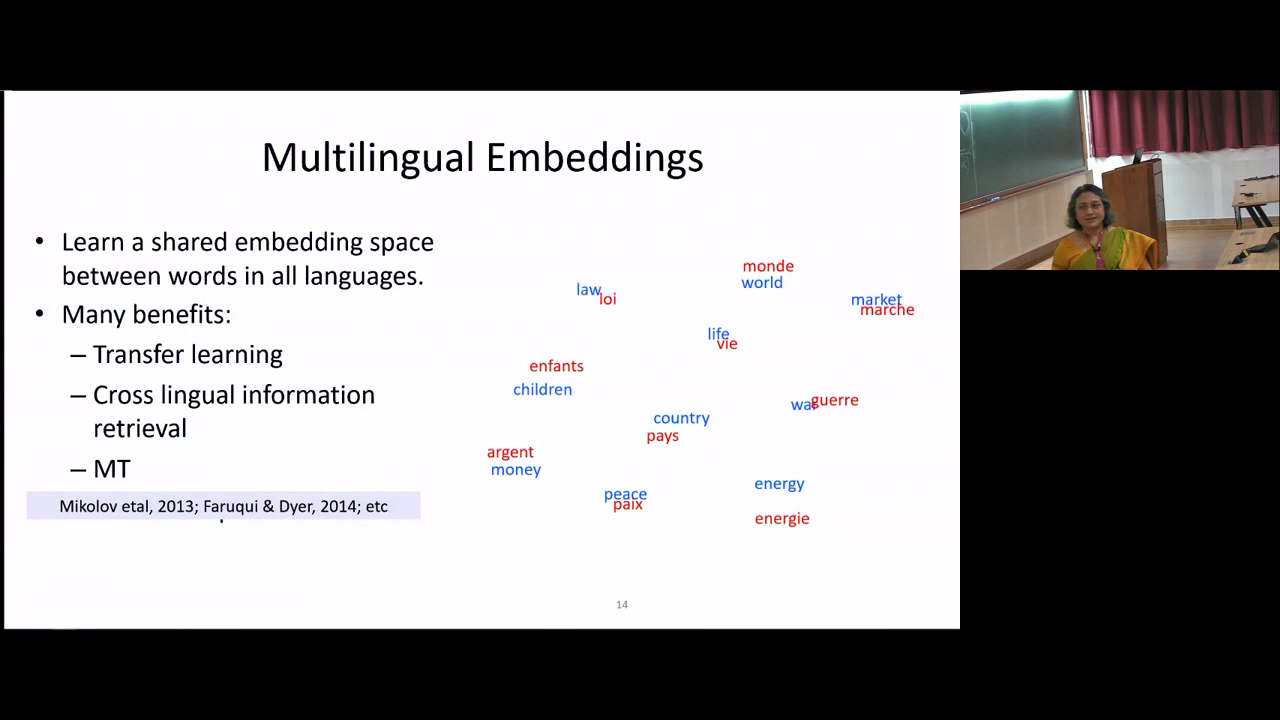 Multilingual Embeddings
• Learn a shared embedding space
between words in all languages.
• Many benefits:
– Transfer learning
– Cross lingual information
retrieval
– MT
Mikolov etal, 2013; Faruqui & Dyer, 2014; etc
monde
world
law
loi
market
marche
life
vie
enfants
children
war
guerre
country
pays
argent
money
peace
paix
energy
energie
14